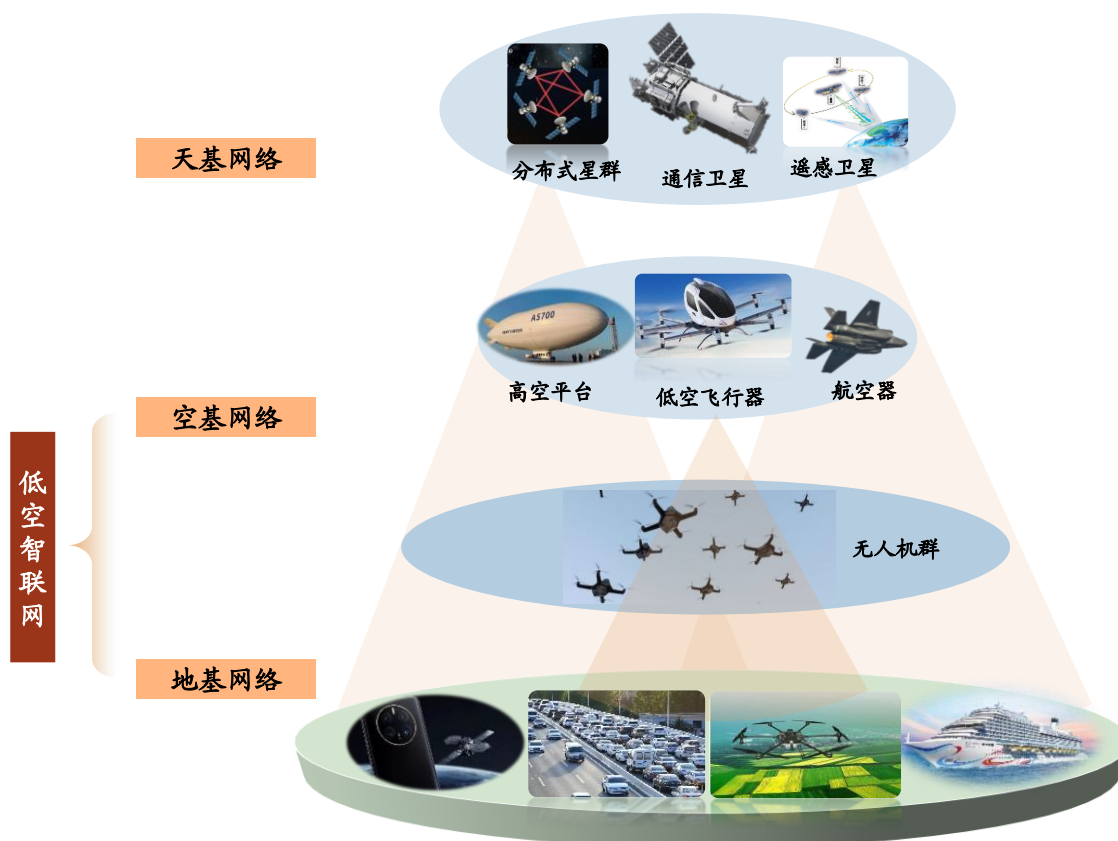 分布式星群
通信卫星
遥感卫星
天基网络
AS700
高空平台
低空飞行器
航空器
空基网络
低空智联网
无人机群
地基网络